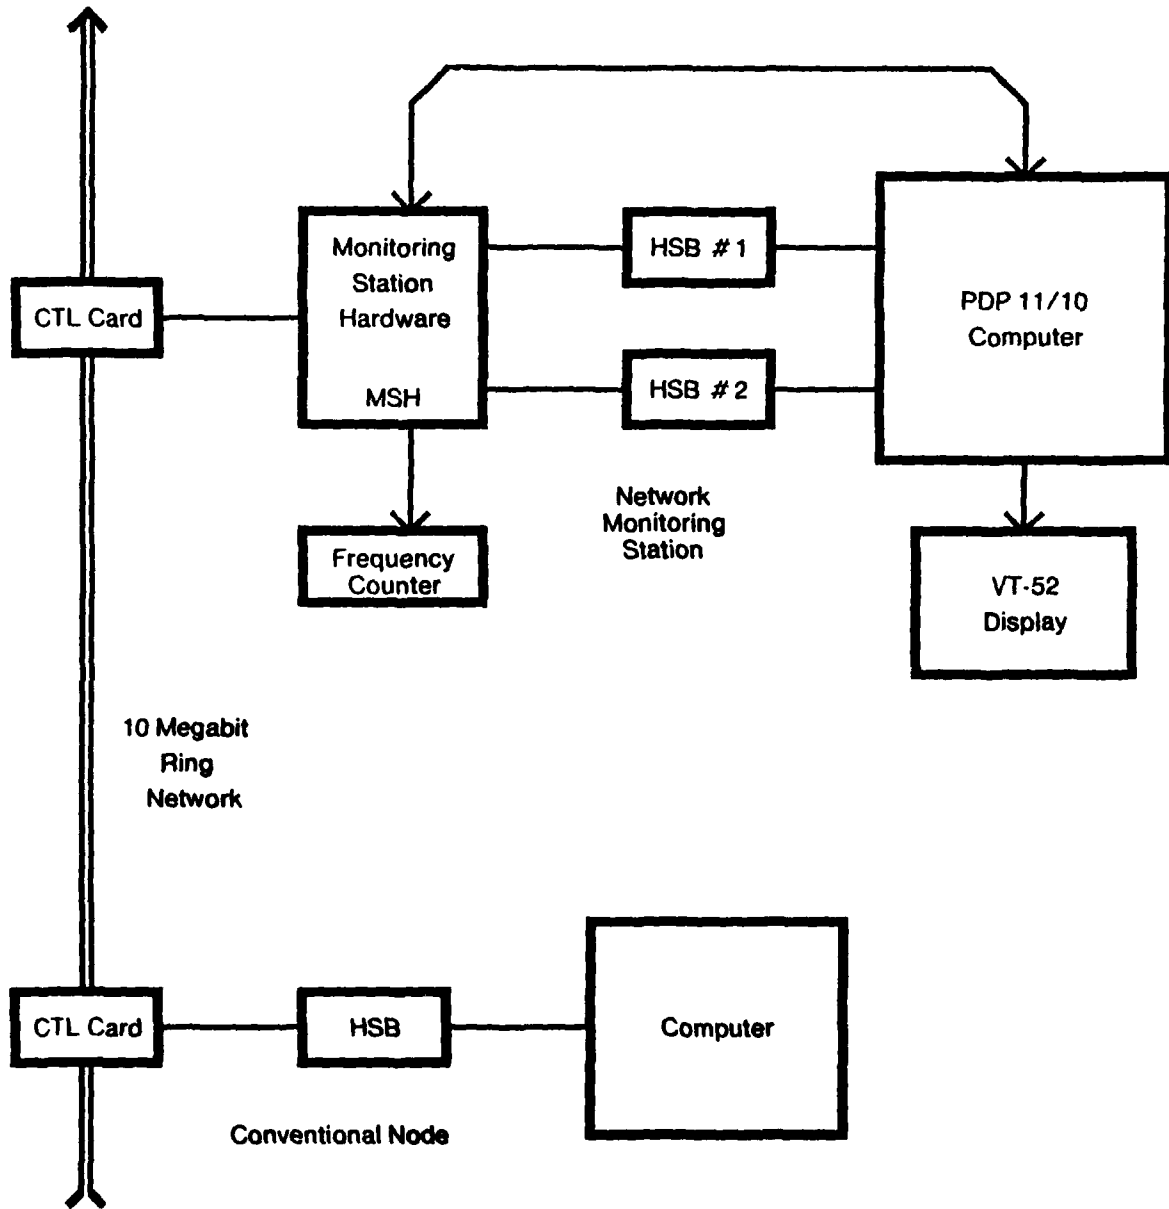 Monitoring
Station
Hardware
MSH
HSB #1
HSB #2
PDP 11/10
Computer
CTL Card
Frequency
Counter
Network
Monitoring
Station
VT-52
Display
10 Megabit
Ring
Network
CTL Card
HSB
Computer
Conventional Node